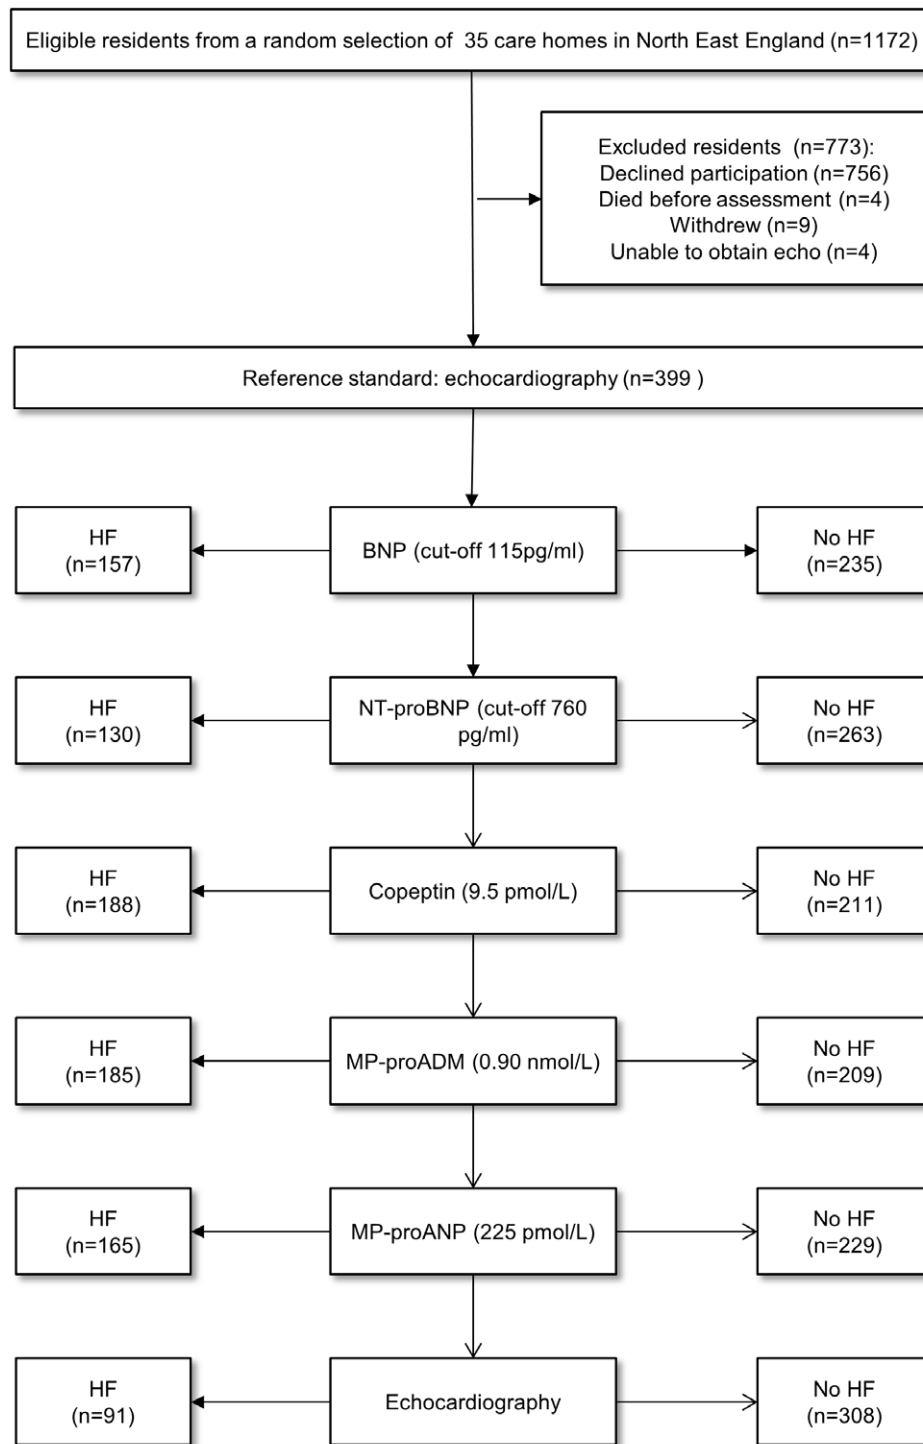 Eligible residents from a random selection of 35 care homes in North East England (n=1172)
Excluded residents (n=773):
Declined participation (n=756)
Died before assessment (n=4)
Withdrew (n=9)
Unable to obtain echo (n=4)
Reference standard: echocardiography (n=399 )
HF
(n=157)
BNP (cut-off 115pg/ml)
No HF
(n=235)
HF
(n=130)
NT-proBNP (cut-off 760
pg/ml)
No HF
(n=263)
HF
(n=188)
Copeptin (9.5 pmol/L)
No HF
(n=211)
HF
(n=185)
MP-proADM (0.90 nmol/L)
No HF
(n=209)
HF
(n=165)
MP-proANP (225 pmol/L)
No HF
(n=229)
HF
(n=91)
Echocardiography
No HF
(n=308)